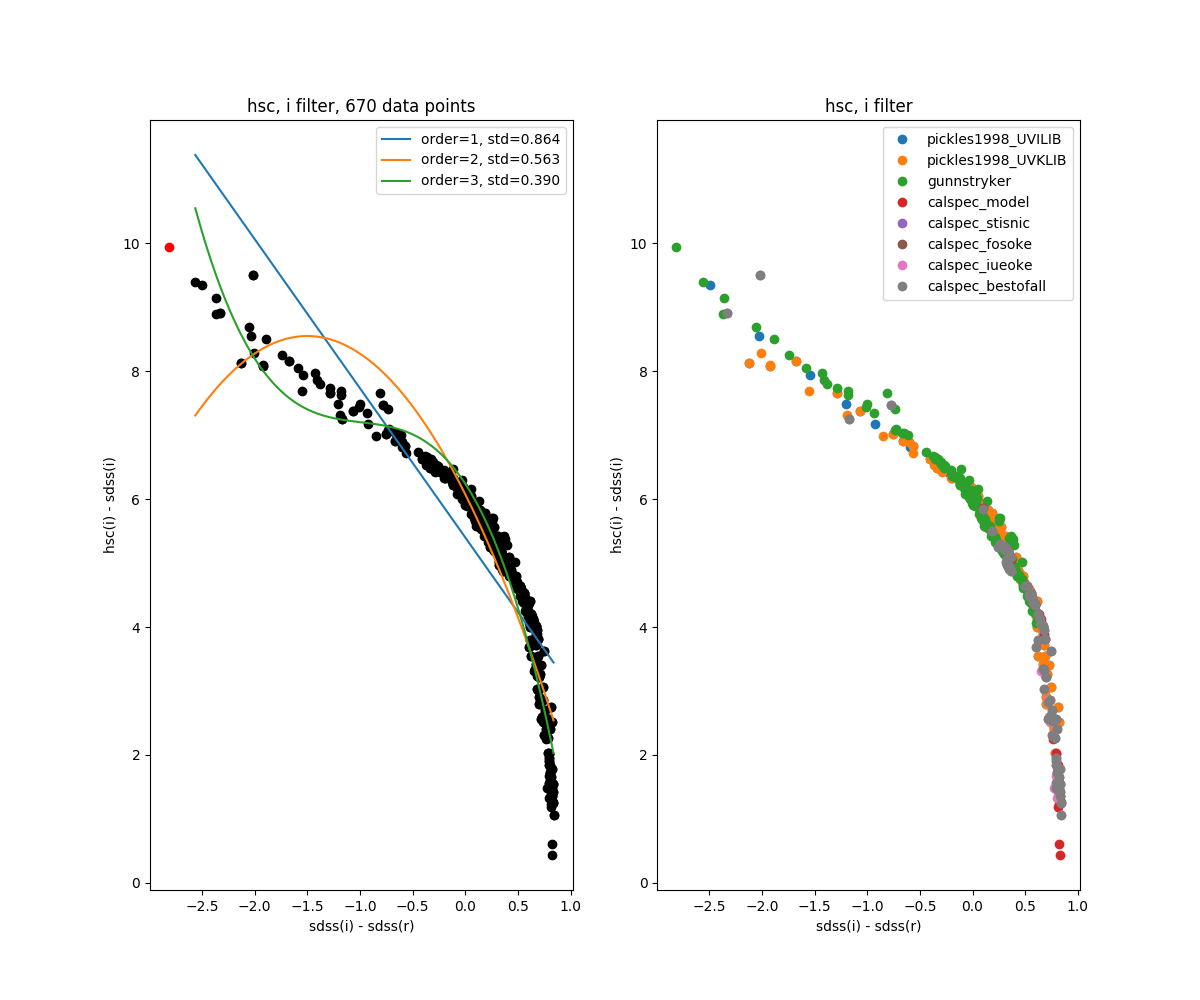 hsc, i filter, 670 data points
order=1, std=0.864
order=2, std=0.563
order=3, std=0.390
hsc(i) - sdss(i)
10
8
6
4
2
0
−2.5 −2.0 −1.5 −1.0 −0.5 0.0 0.5 1.0
sdss(i) - sdss(r)
hsc, i filter
pickles1998_UVILIB
pickles1998_UVKLIB
gunnstryker
calspec_model
calspec_stisnic
calspec_fosoke
calspec_iueoke
calspec_bestofall
hsc(i) - sdss(i)
10
8
6
4
2
0
−2.5 −2.0 −1.5 −1.0 −0.5 0.0 0.5 1.0
sdss(i) - sdss(r)